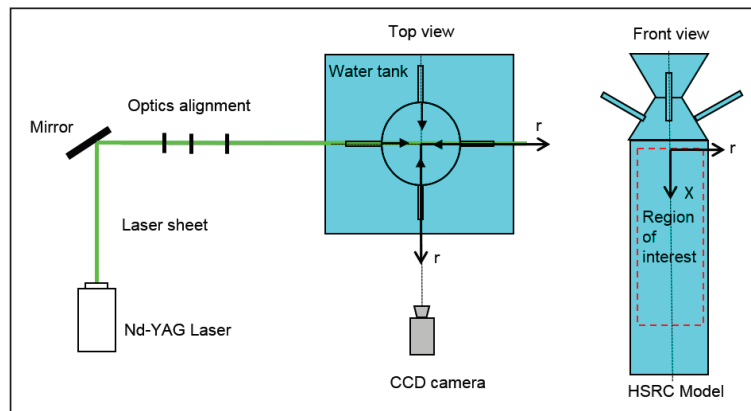 Top view
Front view
Water tank
Optics alignment
Mirror
r
r
X
Region
of
interest
Laser sheet
r
Nd-YAG Laser
CCD camera
HSRC Model